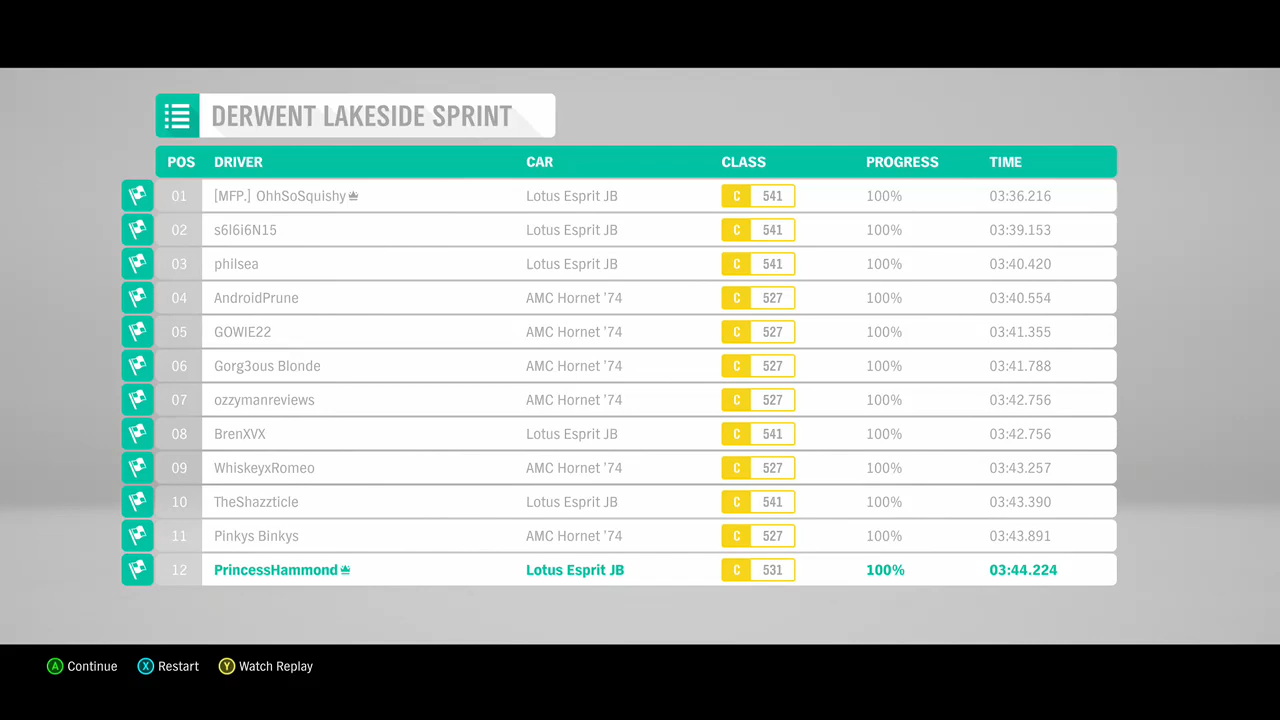 DERWENT LAKESIDE SPRINT
POS DRIVER CAR CLASS PROGRESS TIME
01 [MFP.] OhhSoSquishy Lotus Esprit JB C 541 100% 03:36.216
02 s6l6i6N15 Lotus Esprit JB C 541 100% 03:39.153
03 philsea Lotus Esprit JB C 541 100% 03:40.420
04 AndroidPrune AMC Hornet '74 C 527 100% 03:40.554
05 GOWIE22 AMC Hornet '74 C 527 100% 03:41.355
06 Gorg3ous Blonde AMC Hornet '74 C 527 100% 03:41.788
07 ozzymanreviews AMC Hornet '74 C 527 100% 03:42.756
08 BrenXVX Lotus Esprit JB C 541 100% 03:42.756
09 WhiskeyxRomeo AMC Hornet '74 C 527 100% 03:43.257
10 TheShazzticle Lotus Esprit JB C 541 100% 03:43.390
11 Pinkys Binkys AMC Hornet '74 C 527 100% 03:43.891
12 PrincessHammond Lotus Esprit JB C 531 100% 03:44.224
A Continue X Restart Y Watch Replay